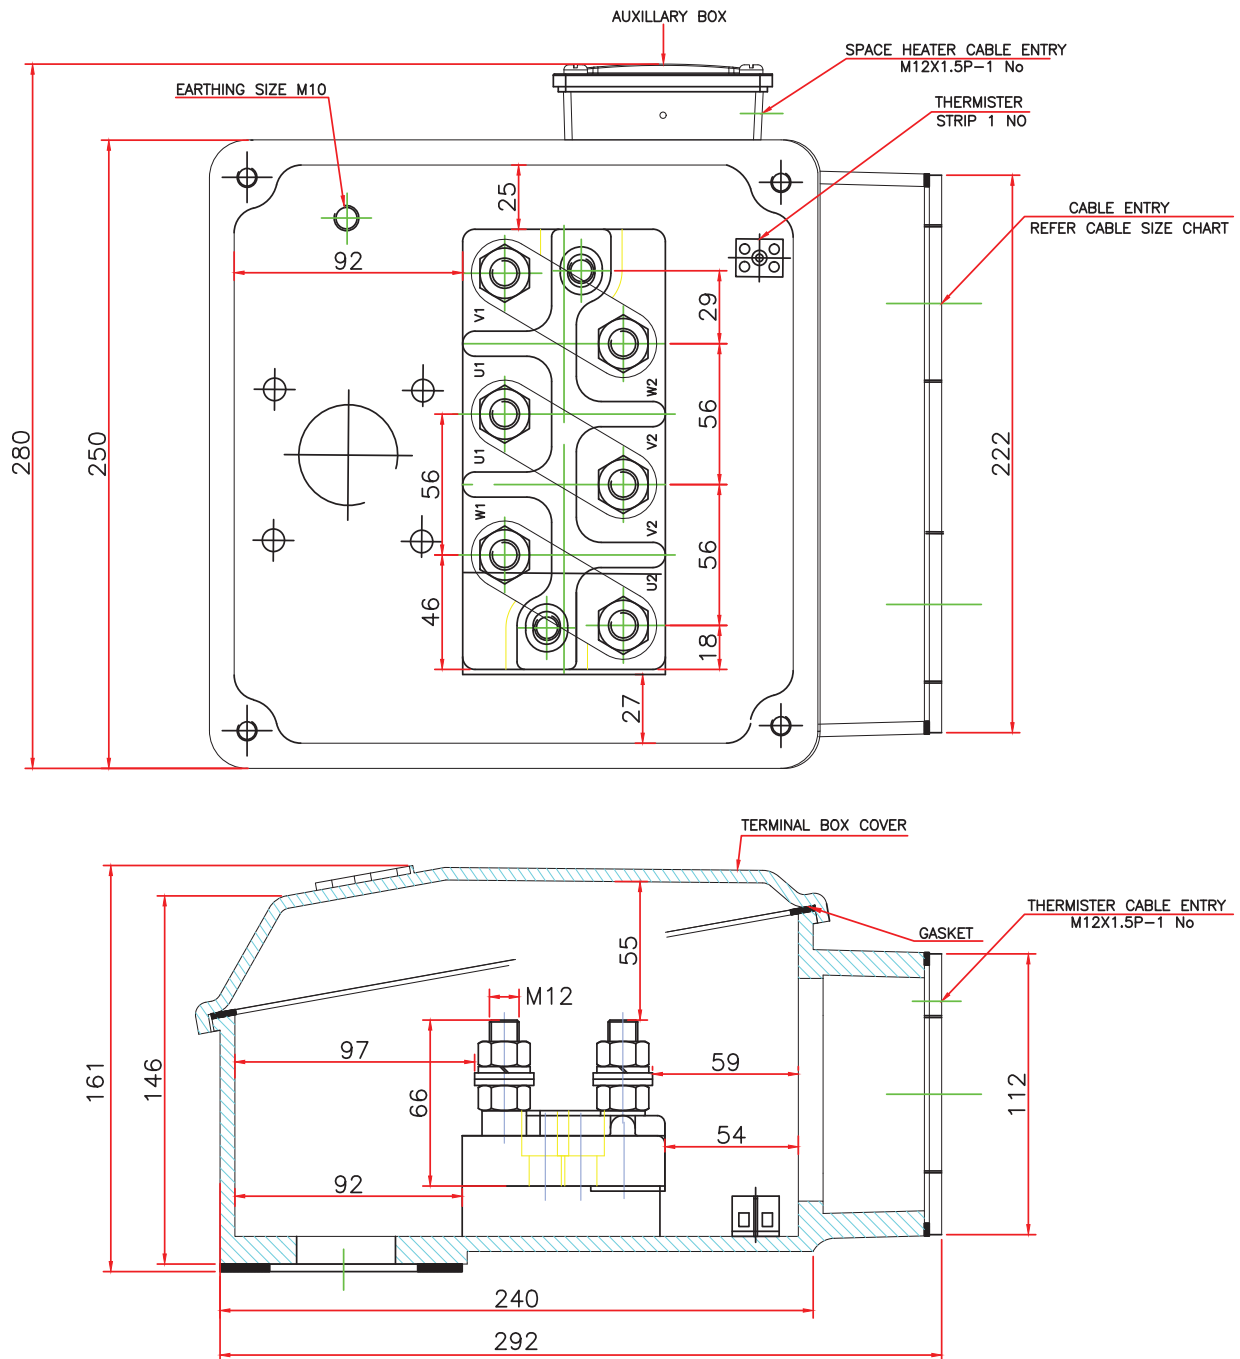 AUXILLARY BOX
SPACE HEATER CABLE ENTRY
M12X1.5P-1 No
EARTHING SIZE M10
THERMISTER
STRIP 1 NO
CABLE ENTRY
REFER CABLE SIZE CHART
25
92
29
V1
U1
W2
56
280
250
222
U1
V2
56
W1
V2
56
U2
46
18
27
TERMINAL BOX COVER
THERMISTER CABLE ENTRY
M12X1.5P-1 No
GASKET
55
M12
97
59
161
146
66
112
54
92
240
292